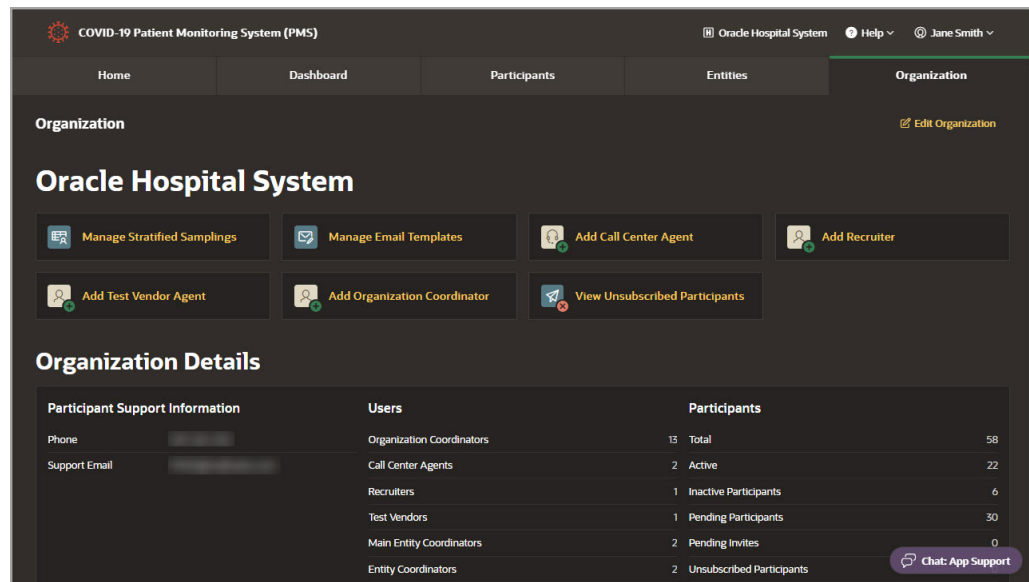 COVID-19 Patient Monitoring System (PMS)
Oracle Hospital System
Help
Jane Smith
Home
Dashboard
Participants
Entities
Organization
Organization
Edit Organization
Oracle Hospital System
Manage Stratified Samplings
Manage Email Templates
Add Call Center Agent
Add Recruiter
Add Test Vendor Agent
Add Organization Coordinator
View Unsubscribed Participants
Organization Details
Participant Support Information
Phone
Support Email
Users
Organization Coordinators 13
Call Center Agents 2
Recruiters 1
Test Vendors 1
Main Entity Coordinators 2
Entity Coordinators 2
Participants
Total 58
Active 22
Inactive Participants 6
Pending Participants 30
Pending Invites 0
Unsubscribed Participants
Chat: App Support